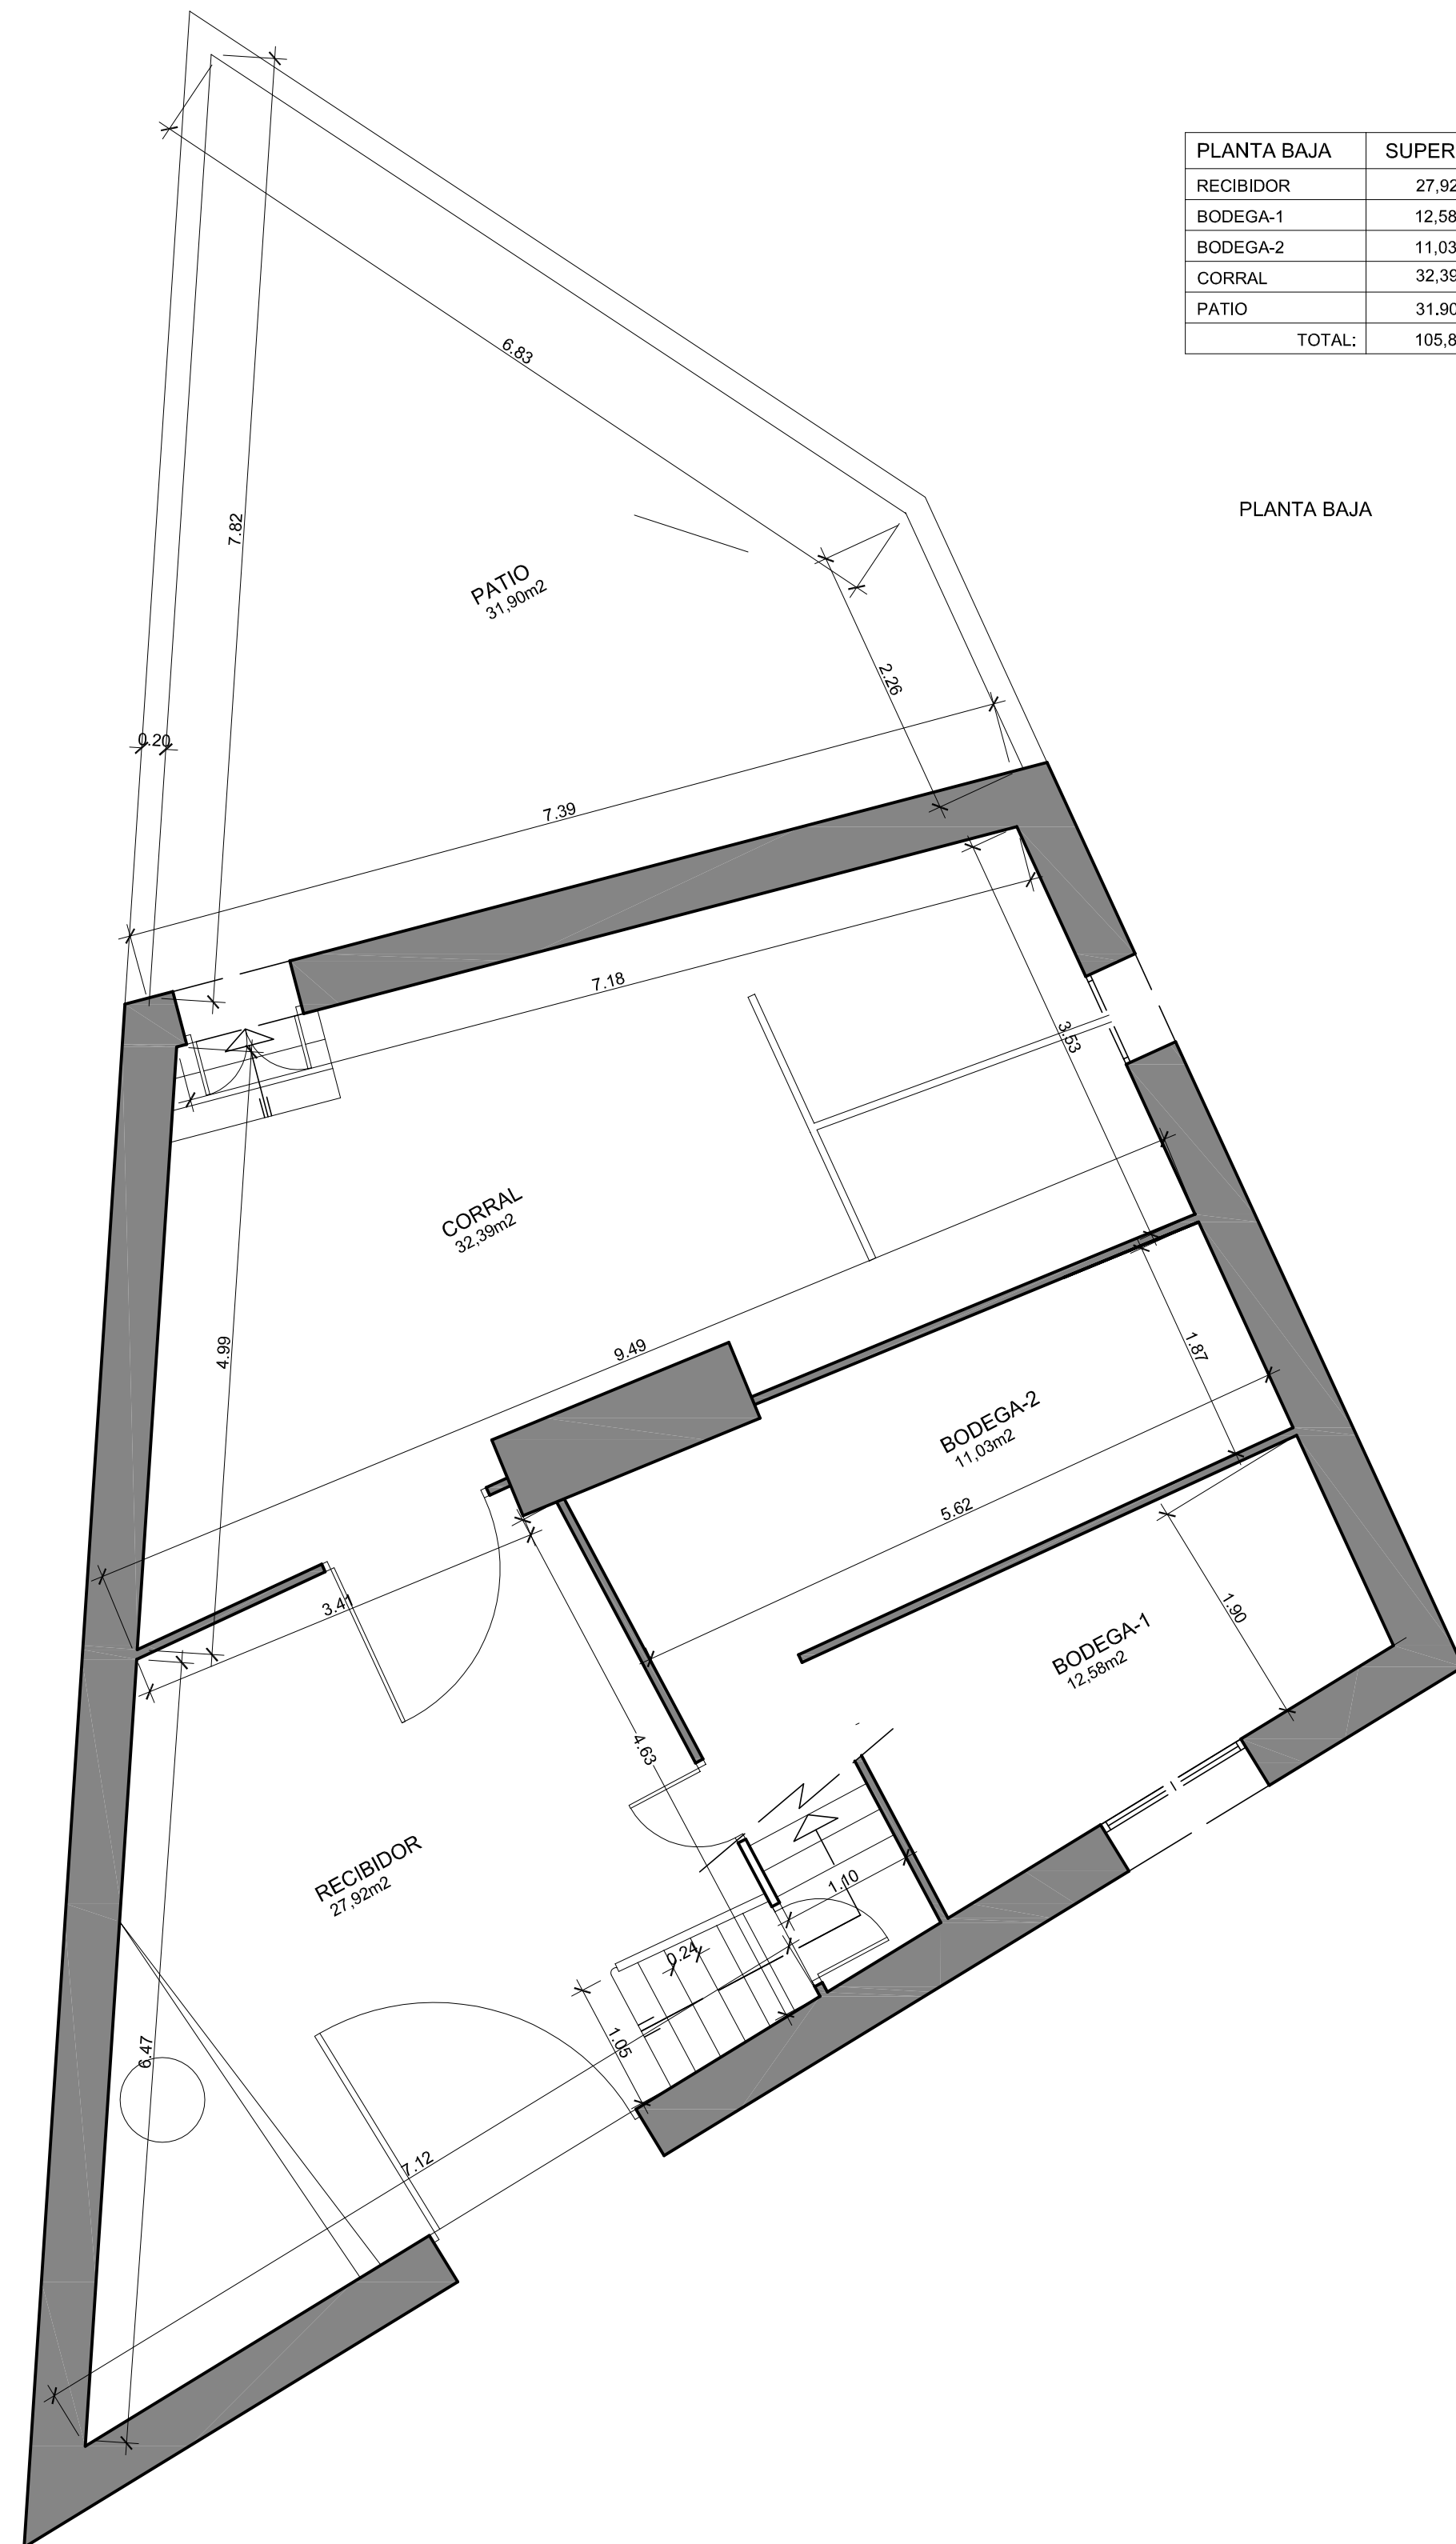 PLANTA BAJA SUPER
RECIBIDOR 27,92
BODEGA-1 12,58
BODEGA-2 11,03
CORRAL 32,39
PATIO 31.90
TOTAL: 105,8
PLANTA BAJA
6.83
7.82
PATIO
31,90m2
2.26
0.20
7.39
7.18
3.53
CORRAL
32,39m2
4.99
9.49
1.87
BODEGA-2
11,03m2
5.62
3.41
1.90
BODEGA-1
12,58m2
4.63
RECIBIDOR
27,92m2
1.10
0.24
1.05
6.47
7.12